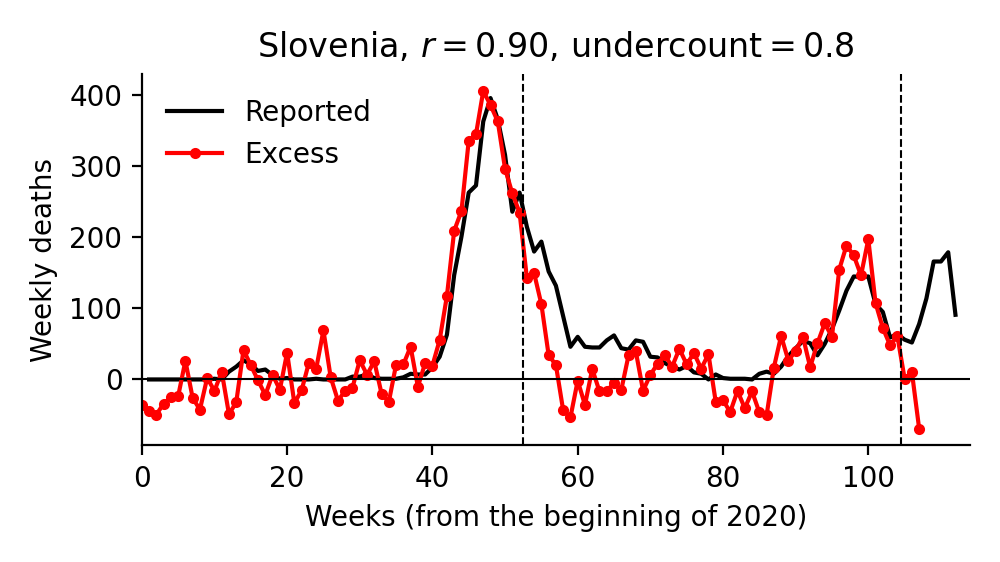 Slovenia, r = 0.90, undercount = 0.8
Reported
Excess
Weekly deaths
400
300
200
100
0
0 20 40 60 80 100
Weeks (from the beginning of 2020)